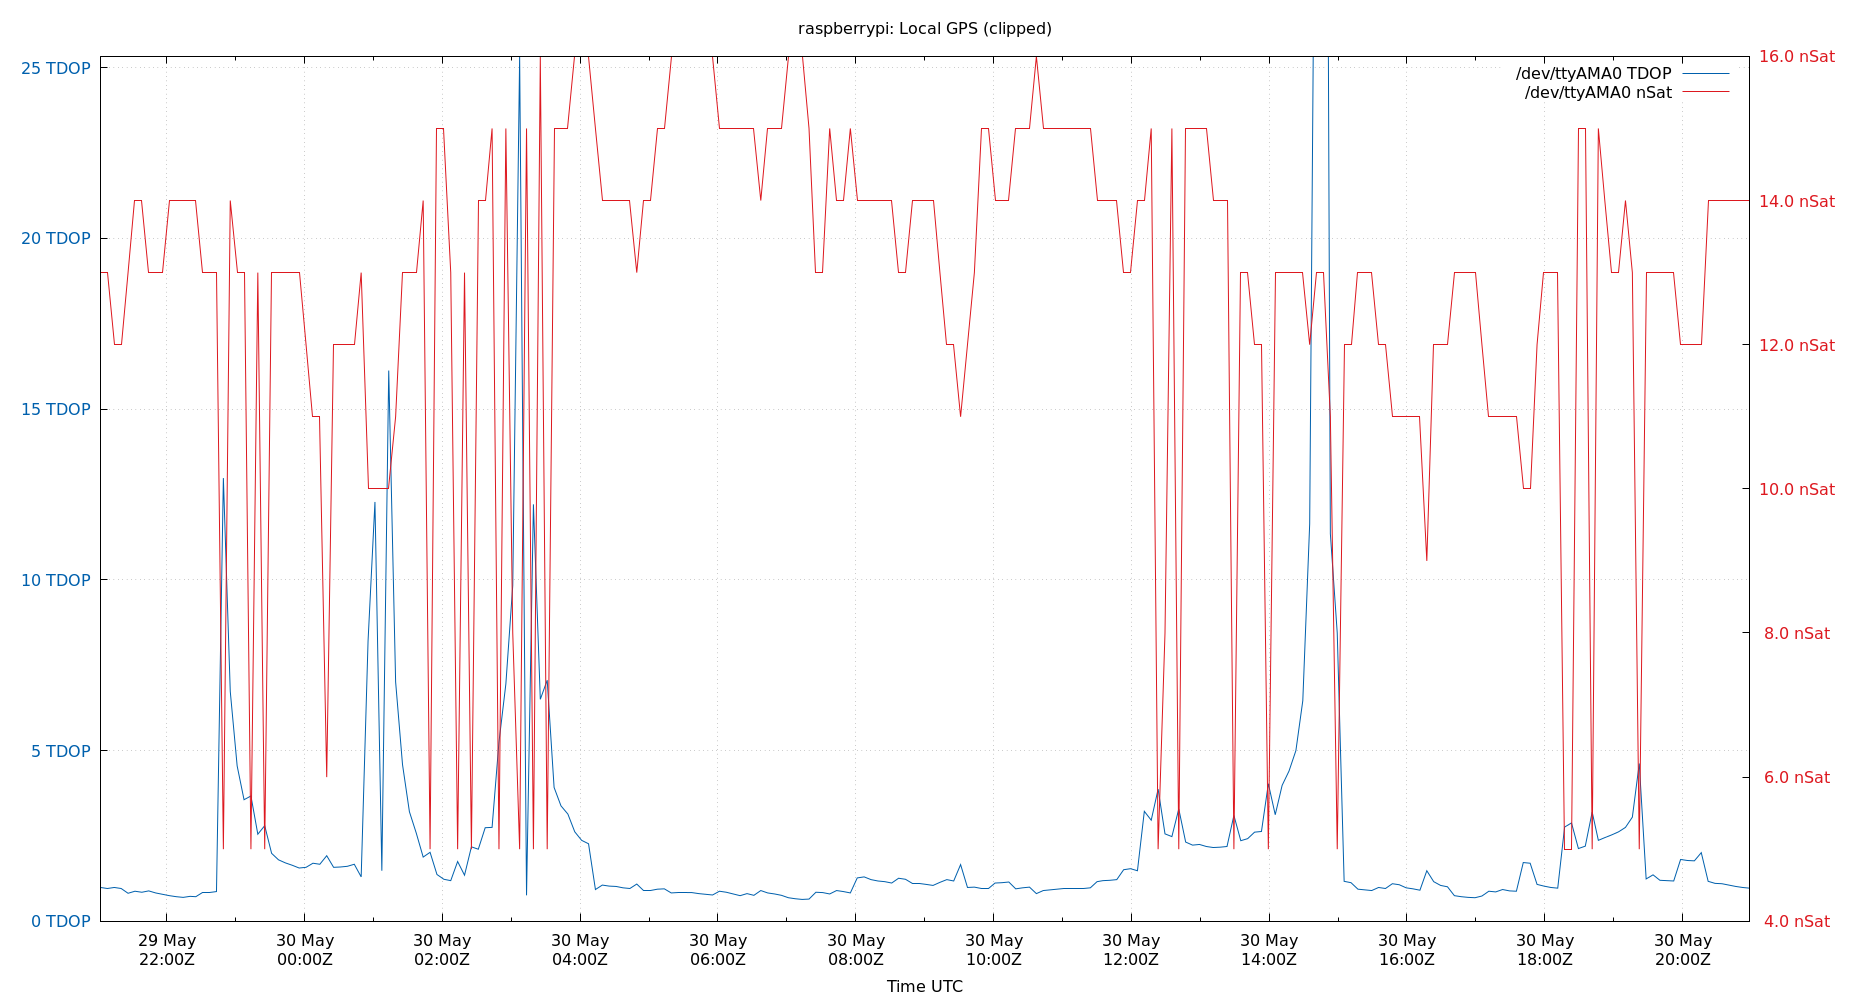 raspberrypi: Local GPS (clipped)
/dev/ttyAMA0 TDOP
/dev/ttyAMA0 nSat
25 TDOP
20 TDOP
15 TDOP
10 TDOP
5 TDOP
0 TDOP
16.0 nSat
14.0 nSat
12.0 nSat
10.0 nSat
8.0 nSat
6.0 nSat
4.0 nSat
29 May
22:00Z
30 May
00:00Z
30 May
02:00Z
30 May
04:00Z
30 May
06:00Z
30 May
08:00Z
30 May
10:00Z
30 May
12:00Z
30 May
14:00Z
30 May
16:00Z
30 May
18:00Z
30 May
20:00Z
Time UTC